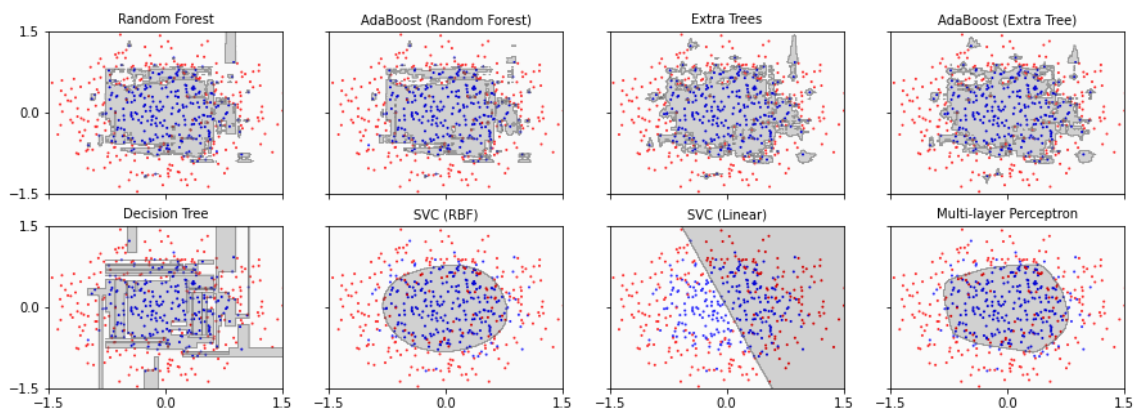 Random Forest
AdaBoost (Random Forest)
Extra Trees
AdaBoost (Extra Tree)
1.5
0.0
−1.5
Decision Tree
SVC (RBF)
SVC (Linear)
Multi-layer Perceptron
1.5
0.0
−1.5
−1.5 0.0 1.5
−1.5 0.0 1.5
−1.5 0.0 1.5
−1.5 0.0 1.5